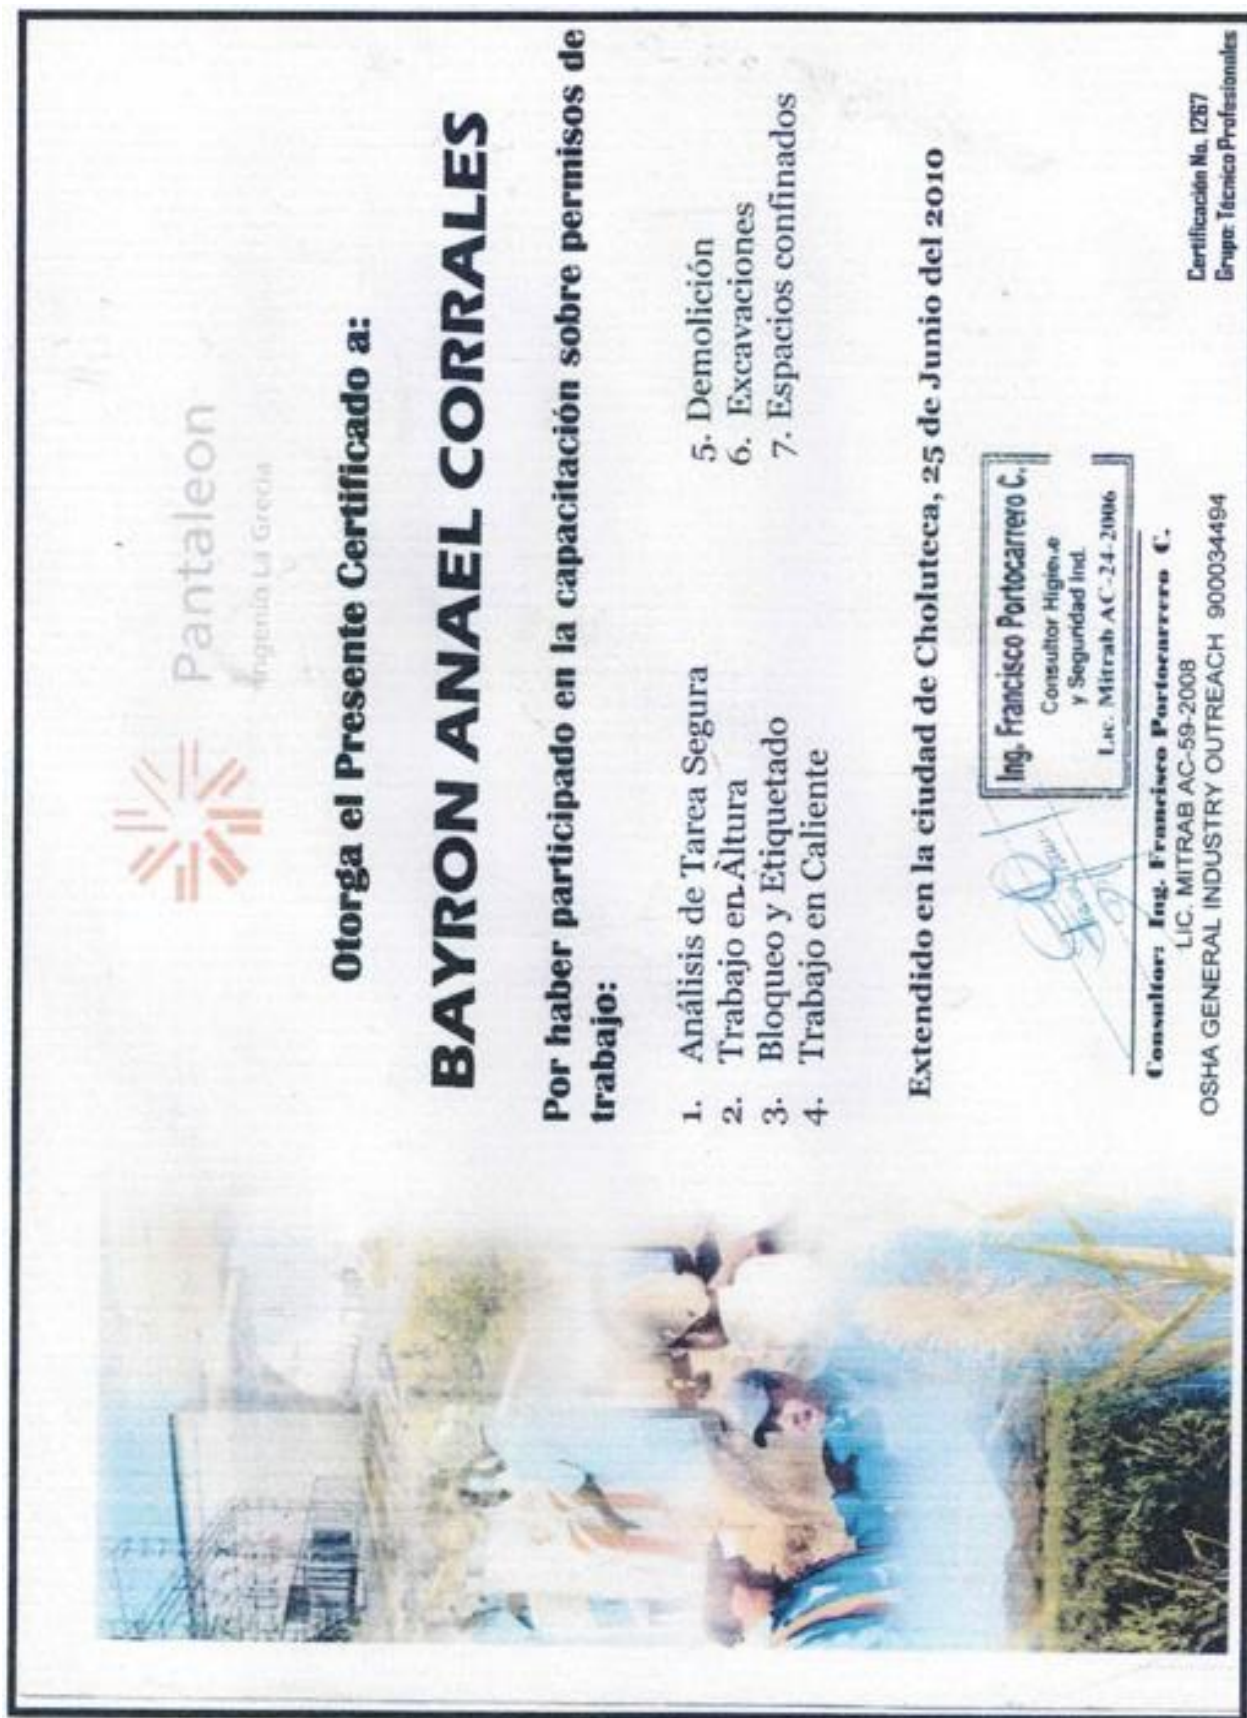 Pantaleon
Ingenio La Grecia
Otorga el Presente Certificado a:
BAYRON ANAEL CORRALES
Por haber participado en la capacitación sobre permisos de
trabajo:
1. Análisis de Tarea Segura
2. Trabajo en Àltura
3. Bloqueo y Etiquetado
4. Trabajo en Caliente
5. Demolición
6. Excavaciones
7. Espacios confinados
Extendido en la ciudad de Choluteca, 25 de Junio del 2010
Ing. Francisco Portocarrero C.
Consultor Higiene
y Seguridad Ind.
Lic. Mitrab AC-24-2006
Consultor: Ing. Francisco Portocarrero C.
LIC. MITRAB AC-59-2008
OSHA GENERAL INDUSTRY OUTREACH 900034494
Certificación No. 1267
Grupo: Técnico Profesionales